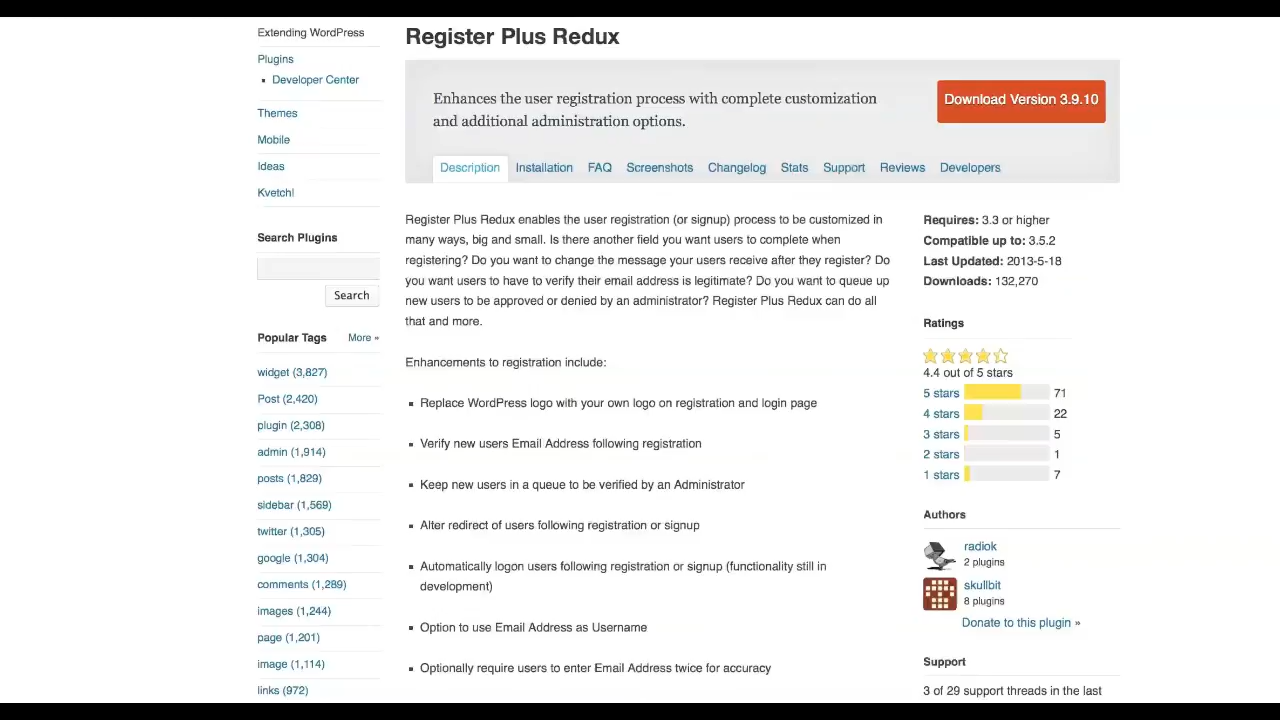 Extending WordPress
Plugins
Developer Center
Themes
Mobile
Ideas
Kvetch!
Search Plugins
Search
Popular Tags More »
widget (3,827)
Post (2,420)
plugin (2,308)
admin (1,914)
posts (1,829)
sidebar (1,569)
twitter (1,305)
google (1,304)
comments (1,289)
images (1,244)
page (1,201)
image (1,114)
links (972)
Register Plus Redux
Enhances the user registration process with complete customization
and additional administration options.
Download Version 3.9.10
Description Installation FAQ Screenshots Changelog Stats Support Reviews Developers
Register Plus Redux enables the user registration (or signup) process to be customized in
many ways, big and small. Is there another field you want users to complete when
registering? Do you want to change the message your users receive after they register? Do
you want users to have to verify their email address is legitimate? Do you want to queue up
new users to be approved or denied by an administrator? Register Plus Redux can do all
that and more.
Enhancements to registration include:
Replace WordPress logo with your own logo on registration and login page
Verify new users Email Address following registration
Keep new users in a queue to be verified by an Administrator
Alter redirect of users following registration or signup
Automatically logon users following registration or signup (functionality still in
development)
Option to use Email Address as Username
Optionally require users to enter Email Address twice for accuracy
Requires: 3.3 or higher
Compatible up to: 3.5.2
Last Updated: 2013-5-18
Downloads: 132,270
Ratings
4.4 out of 5 stars
5 stars 71
4 stars 22
3 stars 5
2 stars 1
1 stars 7
Authors
radiok
2 plugins
skullbit
8 plugins
Donate to this plugin »
Support
3 of 29 support threads in the last